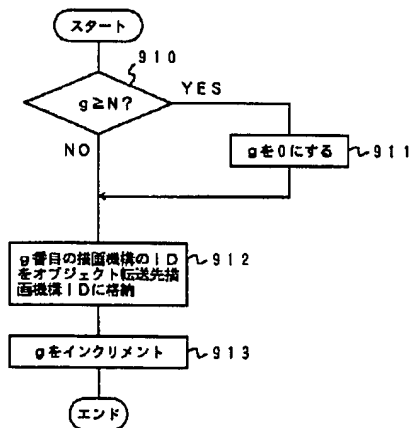 スタート
910
g≧N?
YES
NO
gを0にする
911
g番目の描画機構のID
をオブジェクト転送先描
画機構IDに格納
912
gをインクリメント
913
エンド